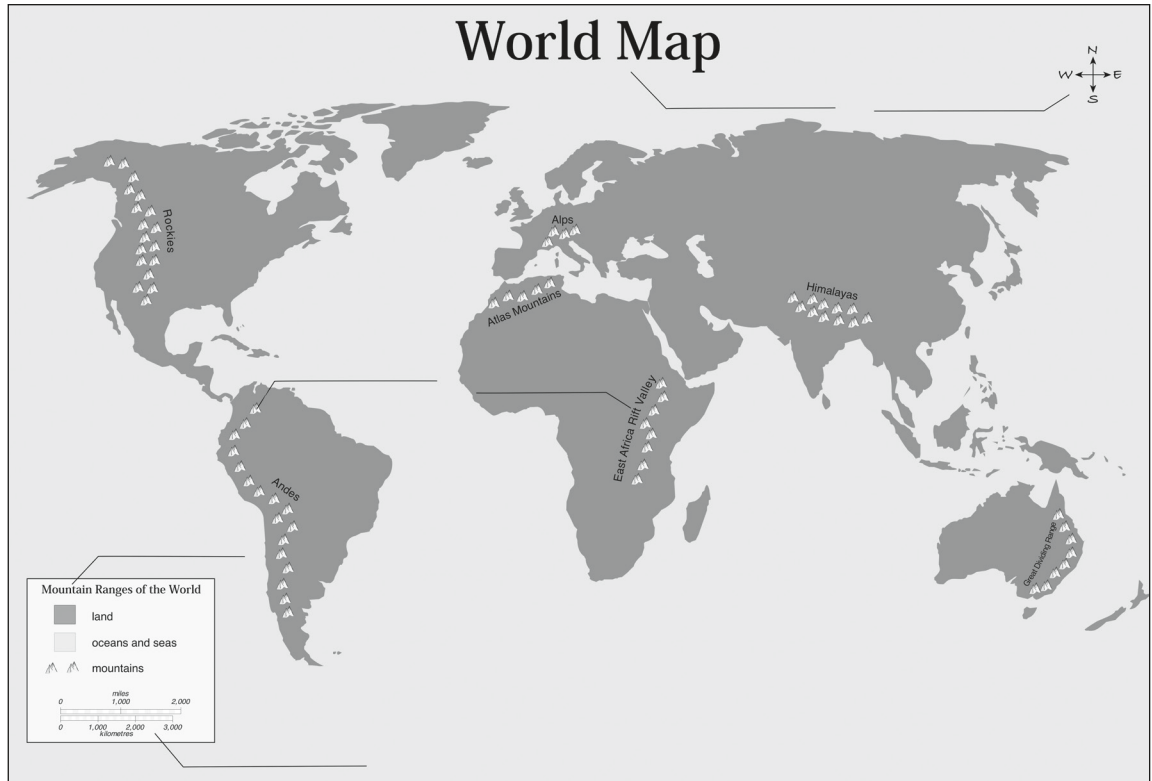 World Map
N
W E
S
Rockies
Alps
Atlas Mountains
Himalayas
East Africa Rift Valley
Andes
Great Dividing Range
Mountain Ranges of the World
land
oceans and seas
mountains
miles
0 1,000 2,000
0 1,000 2,000 3,000
kilometres